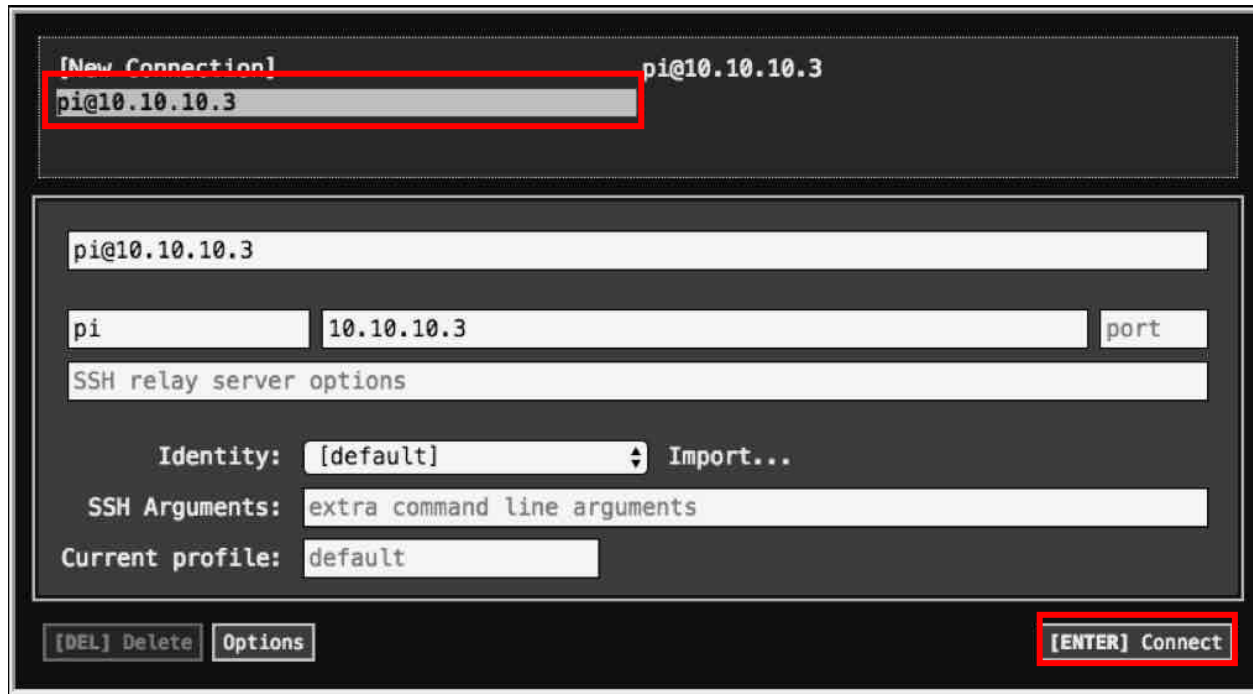 [New Connection] pi@10.10.10.3
pi@10.10.10.3
pi@10.10.10.3
pi 10.10.10.3 port
SSH relay server options
Identity: [default] Import...
SSH Arguments: extra command line arguments
Current profile: default
[DEL] Delete Options [ENTER] Connect